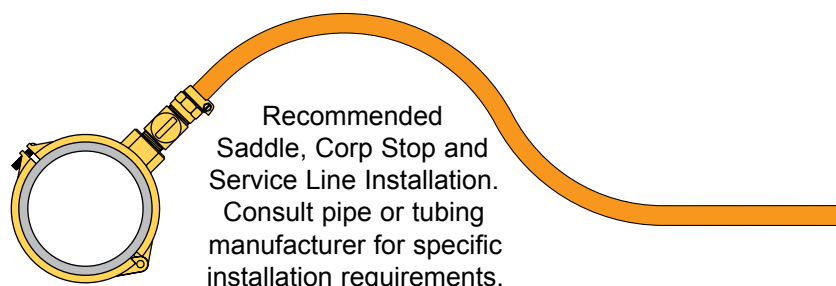 Recommended
Saddle, Corp Stop and
Service Line Installation.
Consult pipe or tubing
manufacturer for specific
installation requirements.